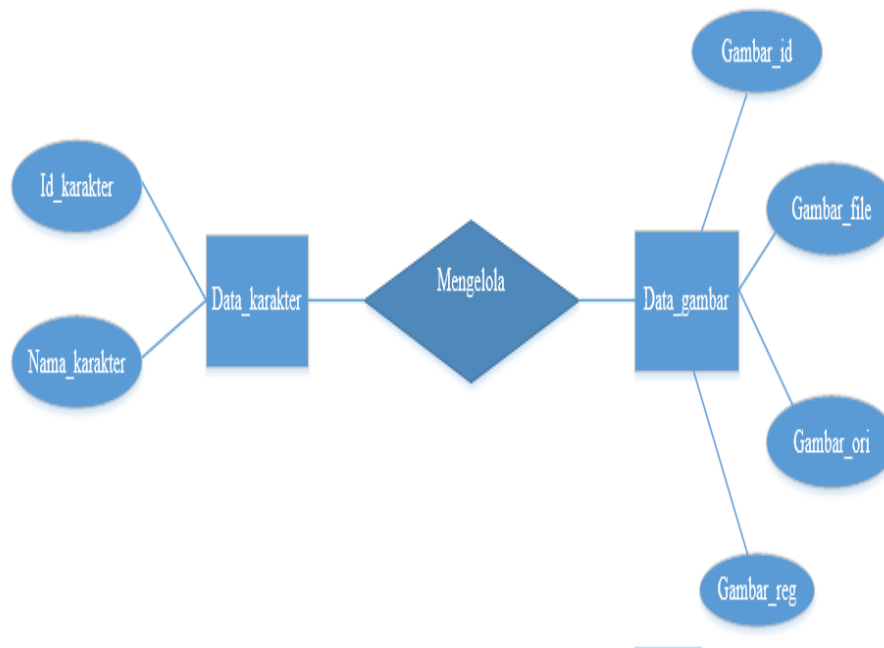 Gambar_id
Id_karakter
Gambar_file
Data_karakter
Mengelola
Data_gambar
Nama_karakter
Gambar_ori
Gambar_reg